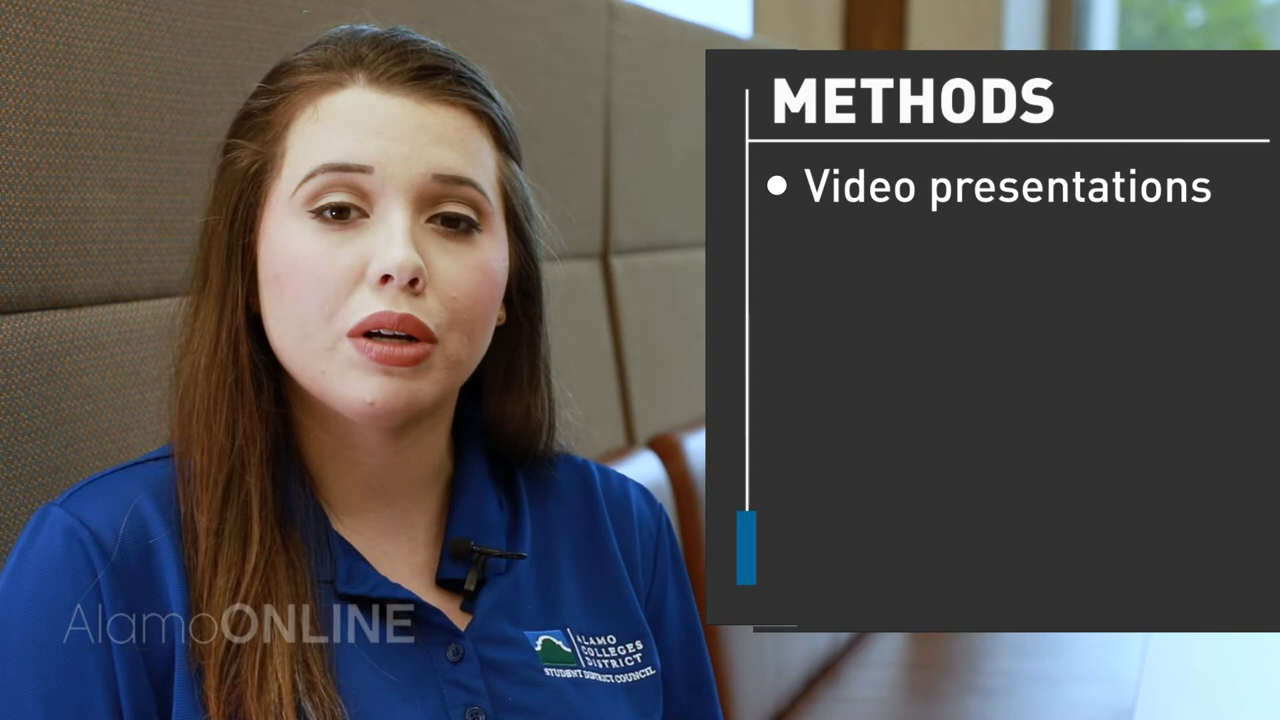 METHODS
Video presentations
AlamoONLINE
ALAMO
COLLEGES
DISTRICT
STUDENT DISTRICT COUNCIL